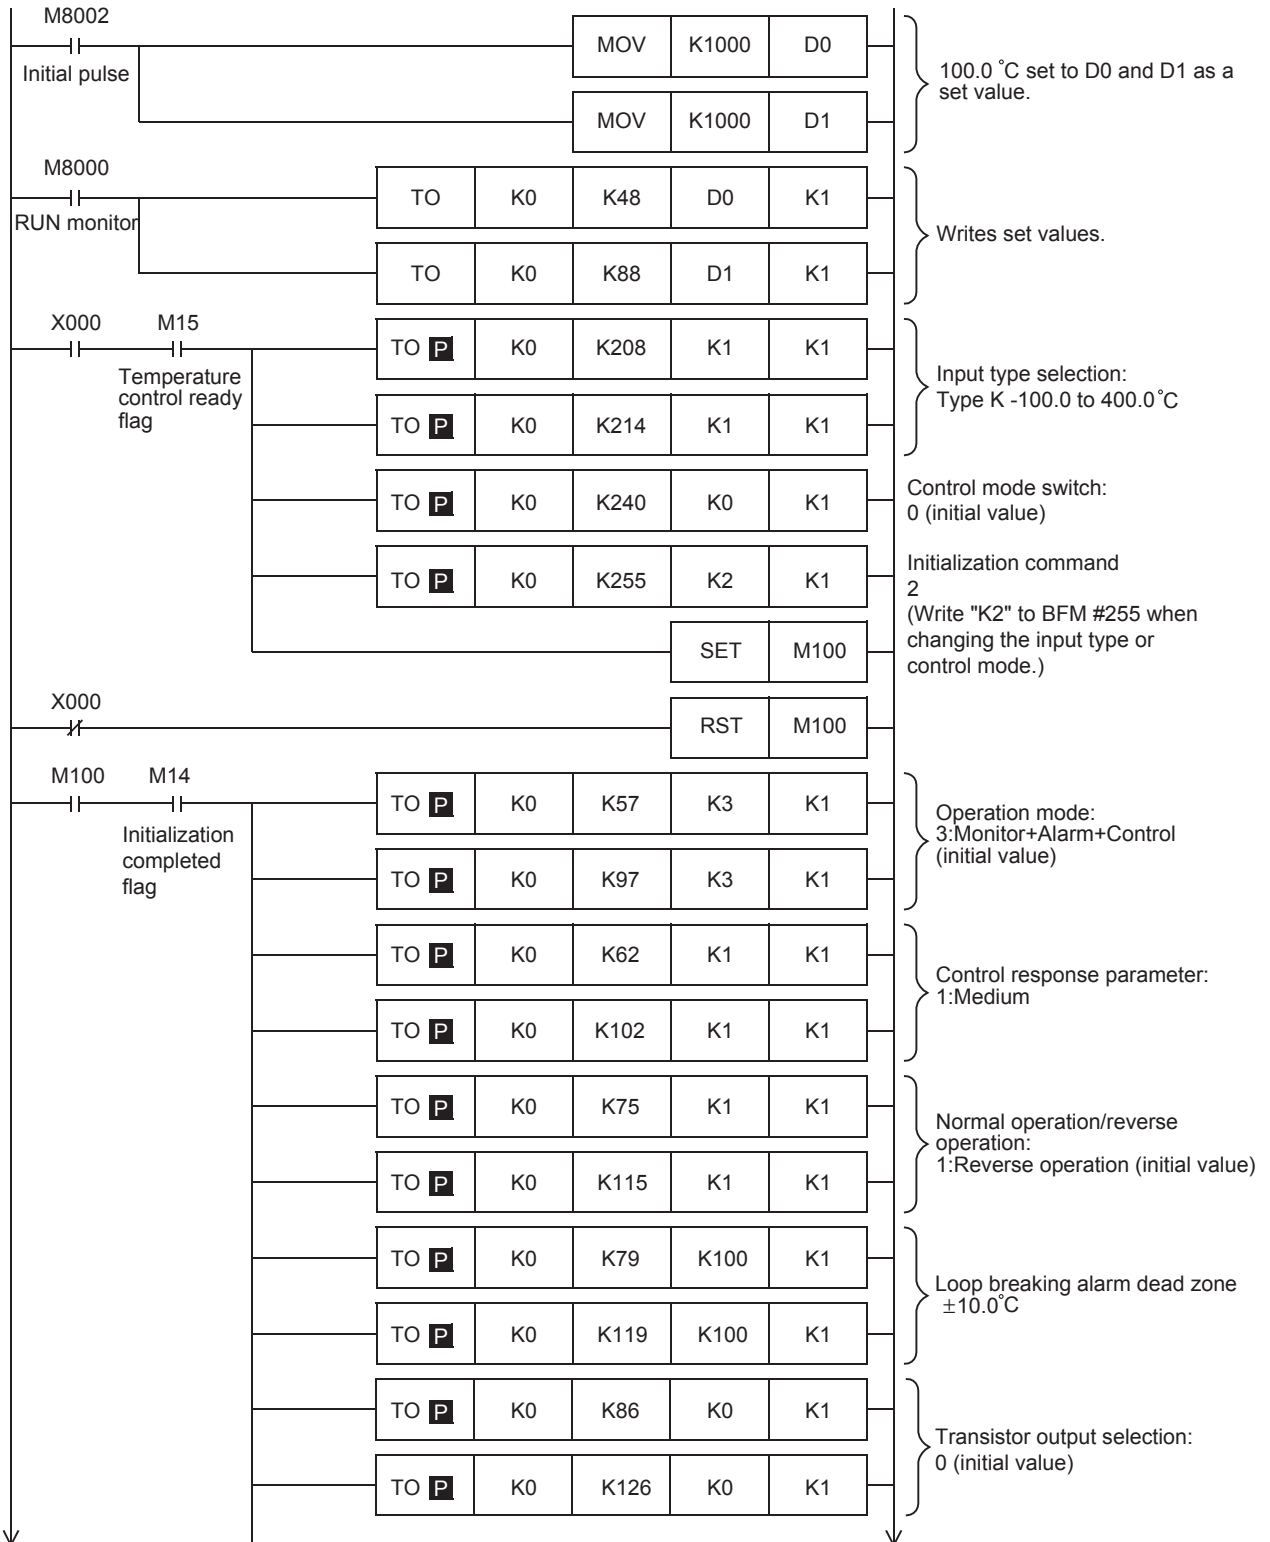 M8002
MOV K1000 D0
Initial pulse
100.0 °C set to D0 and D1 as a
set value.
MOV K1000 D1
M8000
TO K0 K48 D0 K1
RUN monitor
Writes set values.
TO K0 K88 D1 K1
X000 M15
TO P K0 K208 K1 K1
Temperature
control ready
flag
Input type selection:
Type K -100.0 to 400.0°C
TO P K0 K214 K1 K1
TO P K0 K240 K0 K1
Control mode switch:
0 (initial value)
TO P K0 K255 K2 K1
Initialization command
2
(Write "K2" to BFM #255 when
changing the input type or
control mode.)
SET M100
X000
RST M100
M100 M14
TO P K0 K57 K3 K1
Initialization
completed
flag
Operation mode:
3:Monitor+Alarm+Control
(initial value)
TO P K0 K97 K3 K1
TO P K0 K62 K1 K1
Control response parameter:
1:Medium
TO P K0 K102 K1 K1
TO P K0 K75 K1 K1
Normal operation/reverse
operation:
1:Reverse operation (initial value)
TO P K0 K115 K1 K1
TO P K0 K79 K100 K1
Loop breaking alarm dead zone
±10.0°C
TO P K0 K119 K100 K1
TO P K0 K86 K0 K1
Transistor output selection:
0 (initial value)
TO P K0 K126 K0 K1